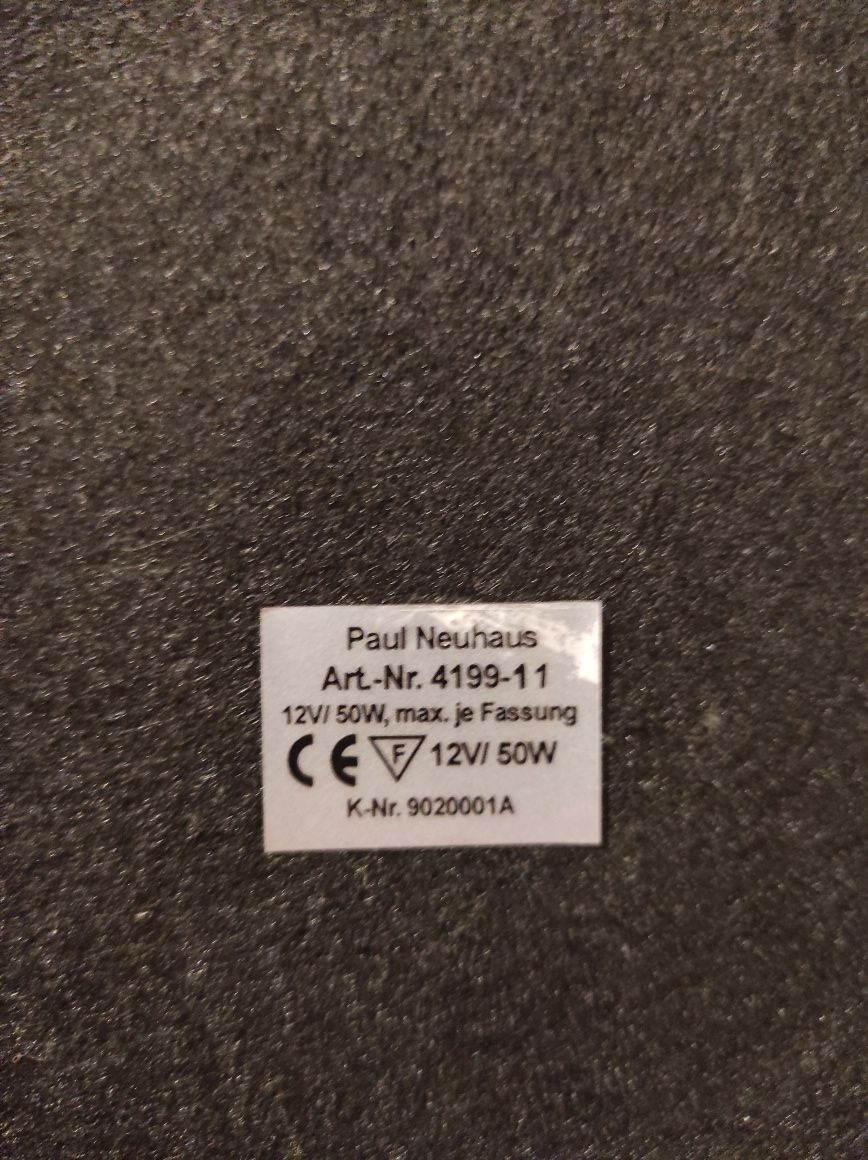 Paul Neuhaus
Art.-Nr. 4199-11
12V/ 50W, max. je Fassung
CE F 12V/ 50W
K-Nr. 9020001A